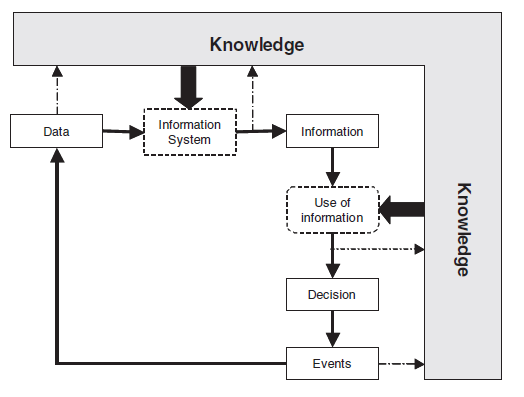 Knowledge
Data
Information
System
Information
Use of
information
Knowledge
Decision
Events